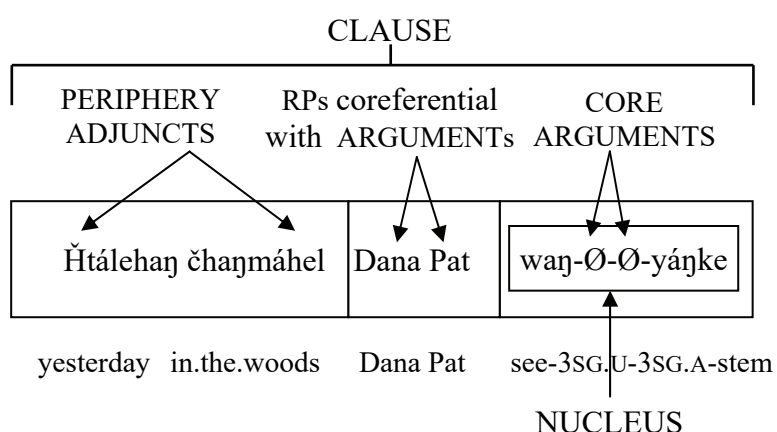 CLAUSE
PERIPHERY ADJUNCTS
RPs coreferential with ARGUMENTs
CORE ARGUMENTS
Ȟtálehaŋ čhaŋmáhel Dana Pat waŋ-Ø-Ø-yáŋke
yesterday in.the.woods Dana Pat see-3SG.U-3SG.A-stem
NUCLEUS